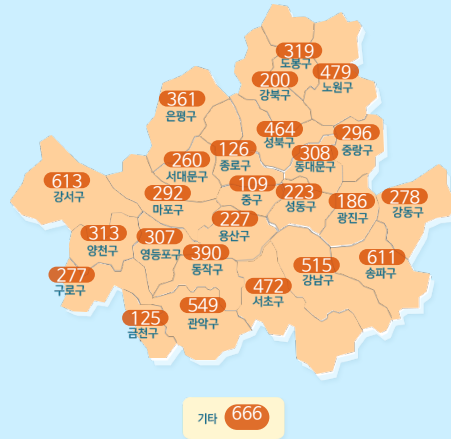 319
도봉구
200
강북구
479
노원구
361
은평구
464
성북구
296
중랑구
126
종로구
308
동대문구
260
서대문구
613
강서구
292
마포구
109
중구
223
성동구
186
광진구
278
강동구
227
용산구
313
양천구
307
영등포구
390
동작구
611
송파구
515
강남구
277
구로구
472
서초구
549
관악구
125
금천구
기타 666